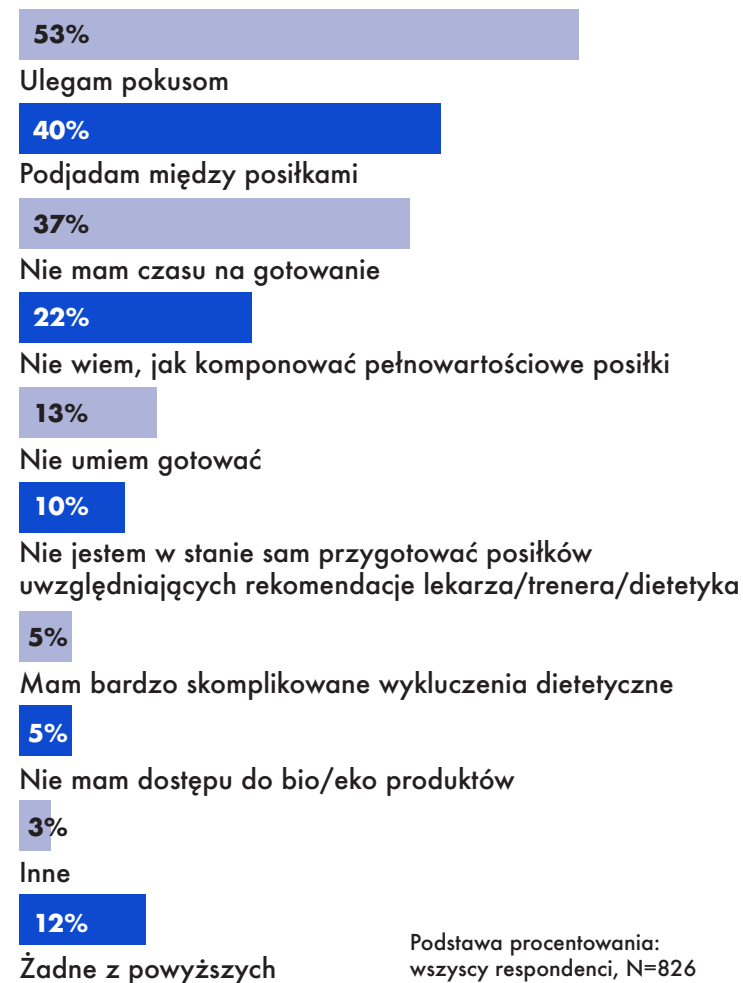 53%
Ulegam pokusom
40%
Podjadam między posiłkami
37%
Nie mam czasu na gotowanie
22%
Nie wiem, jak komponować pełnowartościowe posiłki
13%
Nie umiem gotować
10%
Nie jestem w stanie sam przygotować posiłków
uwzględniających rekomendacje lekarza/trenera/dietetyka
5%
Mam bardzo skomplikowane wykluczenia dietetyczne
5%
Nie mam dostępu do bio/eko produktów
3%
Inne
12%
Żadne z powyższych
Podstawa procentowania:
wszyscy respondenci, N=826